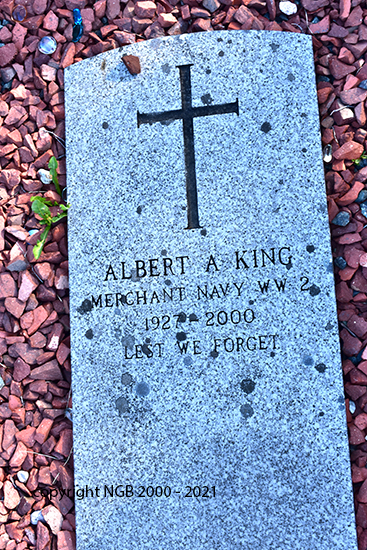 ALBERT A KING
MERCHANT NAVY WW 2
1927 - 2000
LEST WE FORGET
copyright NGB 2000 - 2021